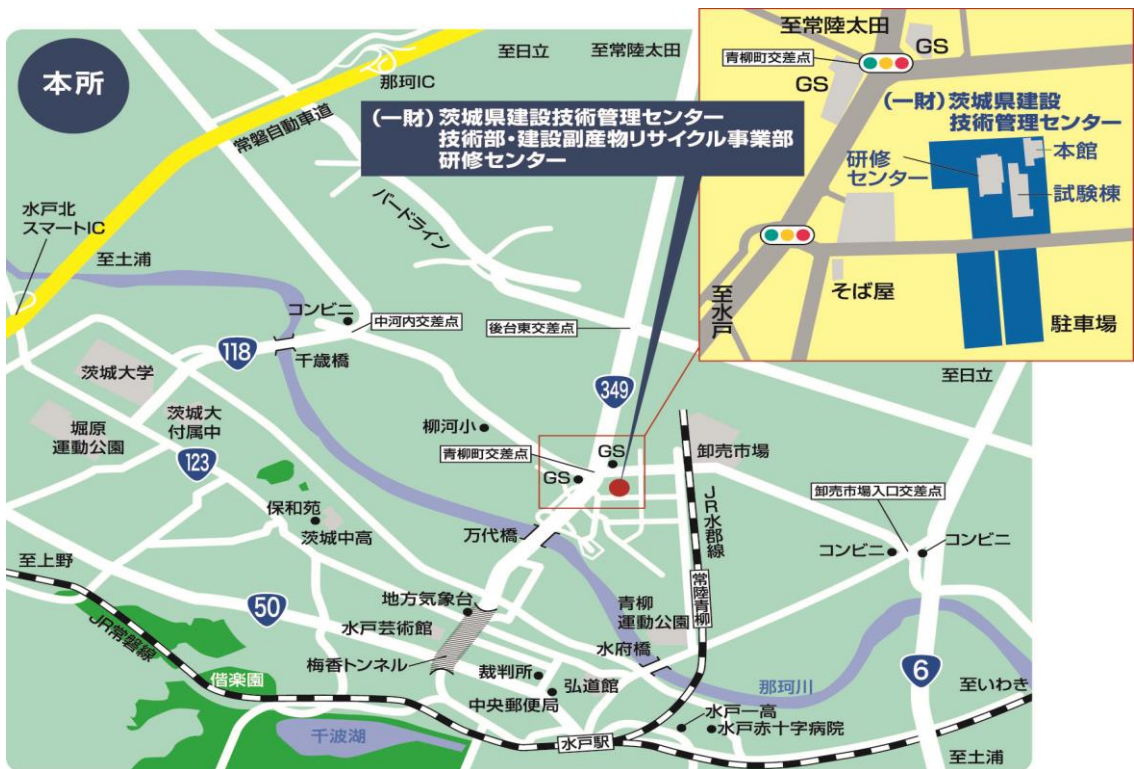 本所
至日立
至常陸太田
那珂IC
常磐自動車道
(一財)茨城県建設技術管理センター
技術部・建設副産物リサイクル事業部
研修センター
バードライン
水戸北
スマートIC
至土浦
コンビニ
中河内交差点
後台東交差点
118
千歳橋
茨城大学
349
堀原
運動公園
茨城大
付属中
123
柳河小
青柳町交差点
GS
GS
卸売市場
JR水郡線
卸売市場入口交差点
コンビニ
コンビニ
保和苑
茨城中高
万代橋
至上野
JR常磐線
50
地方気象台
水戸芸術館
梅香トンネル
青柳
運動公園
常陸青柳
水府橋
裁判所
弘道館
中央郵便局
那珂川
6
至いわき
偕楽園
千波湖
水戸駅
水戸一高
水戸赤十字病院
至土浦
至日立
至常陸太田
GS
青柳町交差点
GS
(一財)茨城県建設
技術管理センター
本館
研修
センター
試験棟
そば屋
至水戸
駐車場